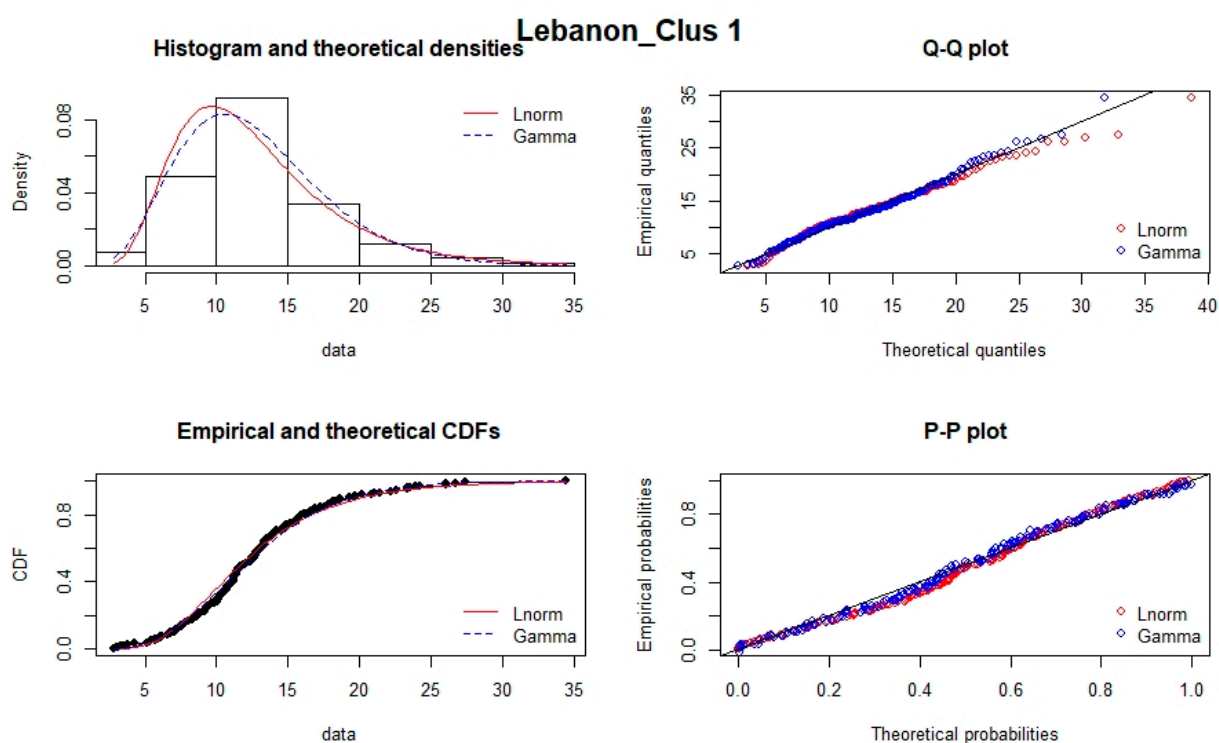 Lebanon_Clus 1
Histogram and theoretical densities
Density
0.00 0.04 0.08
Lnorm
Gamma
5 10 15 20 25 30 35
data
Q-Q plot
Empirical quantiles
5 15 25 35
Lnorm
Gamma
5 10 15 20 25 30 35 40
Theoretical quantiles
Empirical and theoretical CDFs
CDF
0.0 0.4 0.8
Lnorm
Gamma
5 10 15 20 25 30 35
data
P-P plot
Empirical probabilities
0.0 0.4 0.8
Lnorm
Gamma
0.0 0.2 0.4 0.6 0.8 1.0
Theoretical probabilities